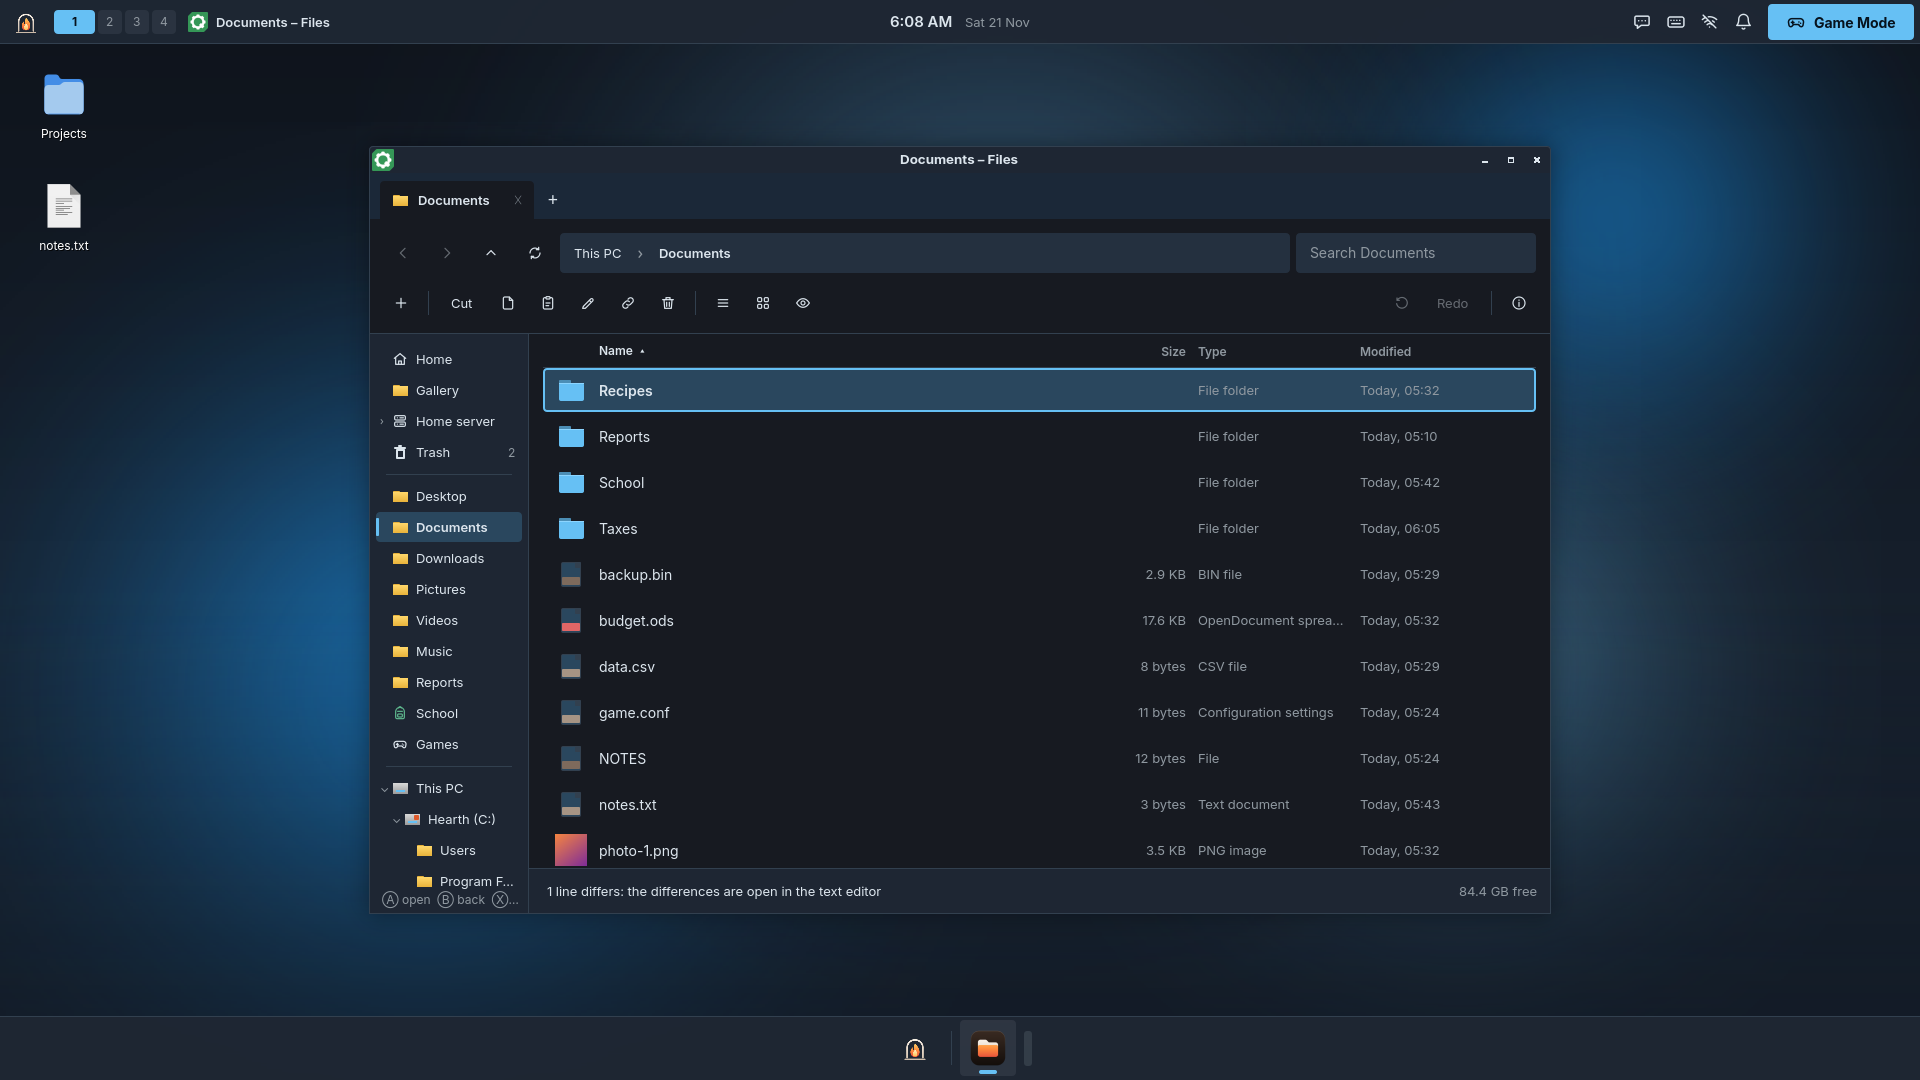 1 2 3 4 Documents – Files 6:08 AM Sat 21 Nov Game Mode
Projects
notes.txt
Documents – Files
Documents X +
This PC › Documents Search Documents
Cut Redo
Home
Gallery
Home server
Trash 2
Desktop
Documents
Downloads
Pictures
Videos
Music
Reports
School
Games
This PC
Hearth (C:)
Users
Program F...
A open B back X...
Name Size Type Modified
Recipes File folder Today, 05:32
Reports File folder Today, 05:10
School File folder Today, 05:42
Taxes File folder Today, 06:05
backup.bin 2.9 KB BIN file Today, 05:29
budget.ods 17.6 KB OpenDocument sprea... Today, 05:32
data.csv 8 bytes CSV file Today, 05:29
game.conf 11 bytes Configuration settings Today, 05:24
NOTES 12 bytes File Today, 05:24
notes.txt 3 bytes Text document Today, 05:43
photo-1.png 3.5 KB PNG image Today, 05:32
1 line differs: the differences are open in the text editor 84.4 GB free